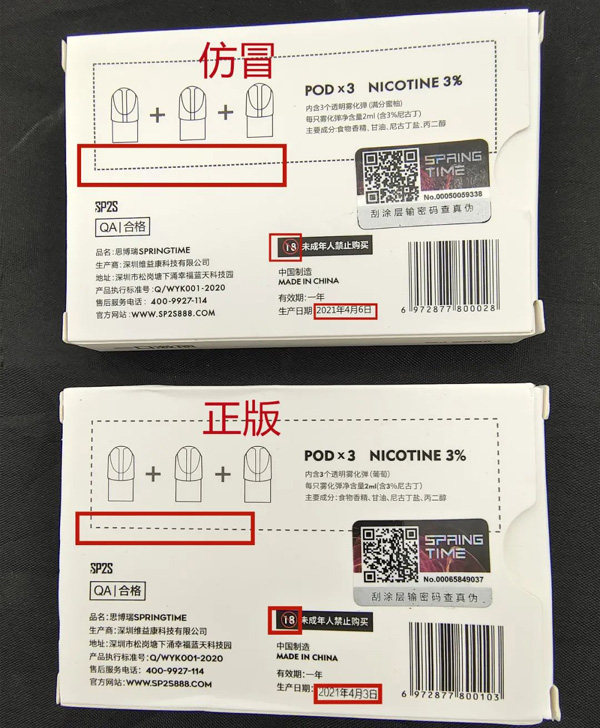 仿冒
POD×3 NICOTINE 3%
内含3个透明雾化弹 (满分蜜柚)
每只雾化弹净含量2ml (含3%尼古丁)
主要成分:食物香精、甘油、尼古丁盐、丙二醇
SPRING
TIME
No.00050059338
刮涂层输密码查真伪
SP2S
QA|合格
18 未成年人禁止购买
品名:思博瑞SPRINGTIME
生产商:深圳维益康科技有限公司
地址:深圳市松岗塘下涌幸福蓝天科技园
产品执行标准号:Q/WYK001-2020
售后服务电话: 400-9927-114
官方网站:WWW.SP2S888.COM
中国制造
MADE IN CHINA
有效期:一年
生产日期:2021年4月6日
6 972877 800028
正版
POD×3 NICOTINE 3%
内含3个透明雾化弹 (葡萄)
每只雾化弹净含量2ml(含3%尼古丁)
主要成分:食物香精、甘油、尼古丁盐、丙二醇
SPRING
TIME
No.00065849037
刮涂层输密码查真伪
SP2S
QA|合格
18 未成年人禁止购买
品名:思博瑞SPRINGTIME
生产商:深圳维益康科技有限公司
地址:深圳市松岗塘下涌幸福蓝天科技园
产品执行标准号:Q/WYK001-2020
售后服务电话: 400-9927-114
官方网站:WWW.SP2S888.COM
中国制造
MADE IN CHINA
有效期:一年
生产日期:2021年4月3日
6 972877 800103